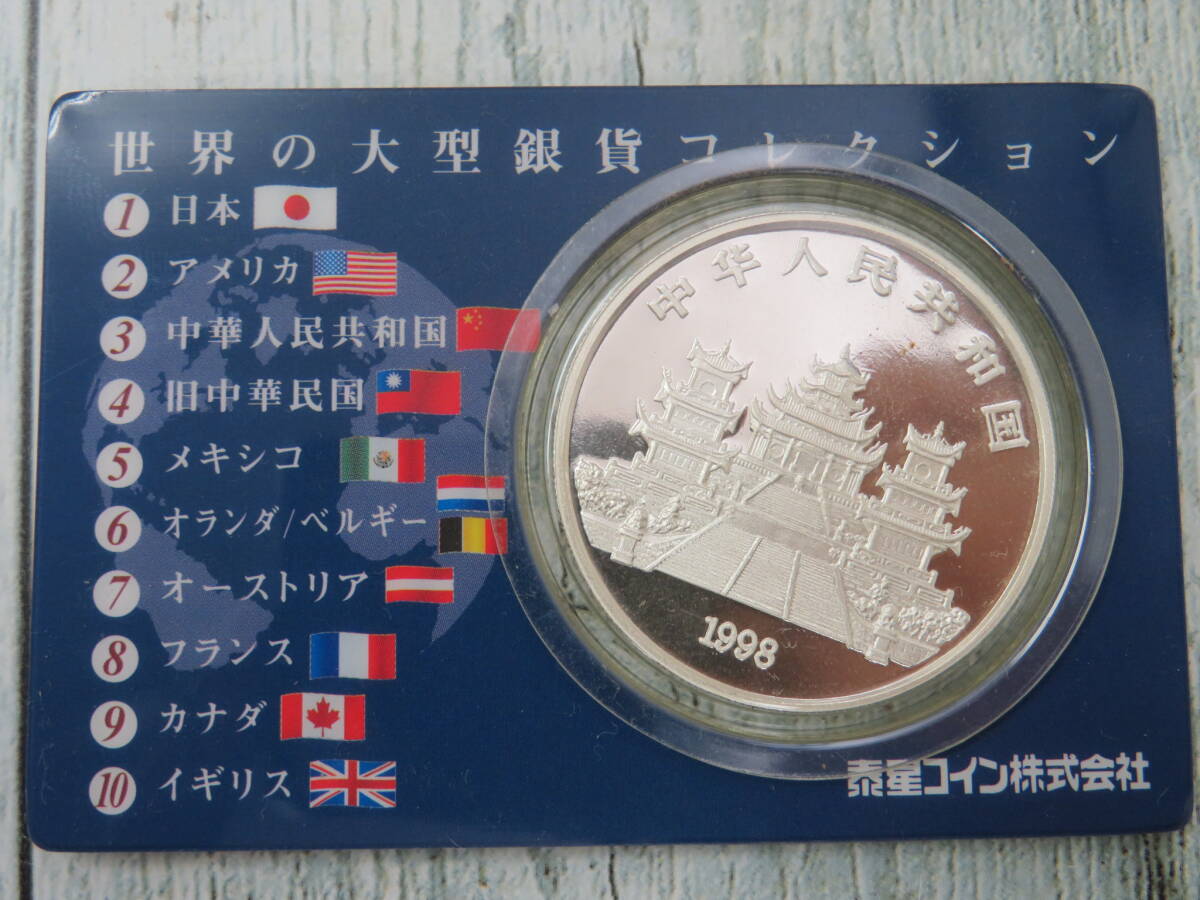 世界の大型銀貨コレクション
1 日本
2 アメリカ
3 中華人民共和国
4 旧中華民国
5 メキシコ
6 オランダ/ベルギー
7 オーストリア
8 フランス
9 カナダ
10 イギリス
中华人民共和国
1998
泰星コイン株式会社